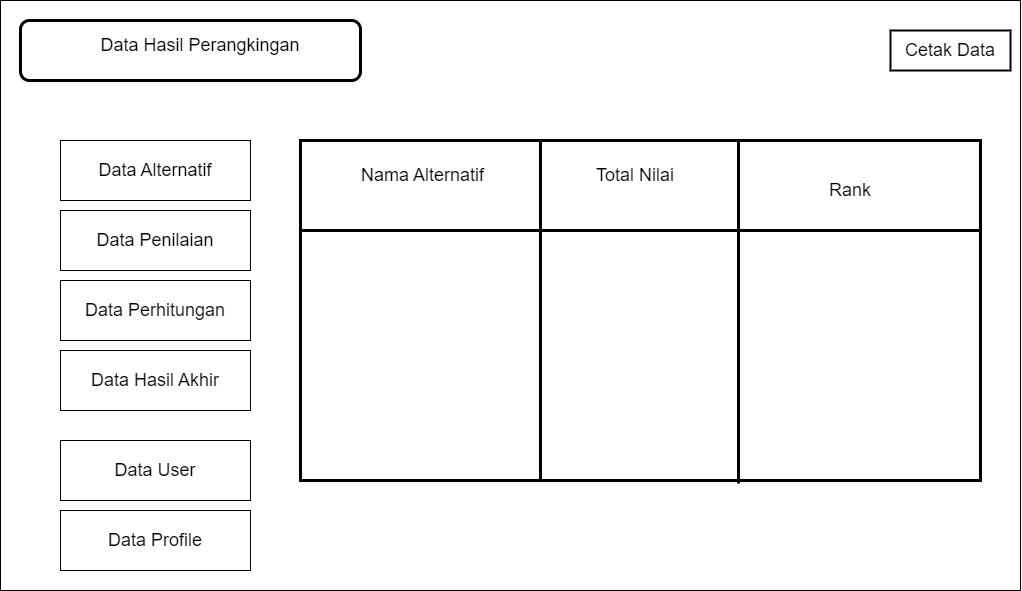 Data Hasil Perangkingan
Cetak Data
Data Alternatif
Data Penilaian
Data Perhitungan
Data Hasil Akhir
Data User
Data Profile
Nama Alternatif
Total Nilai
Rank